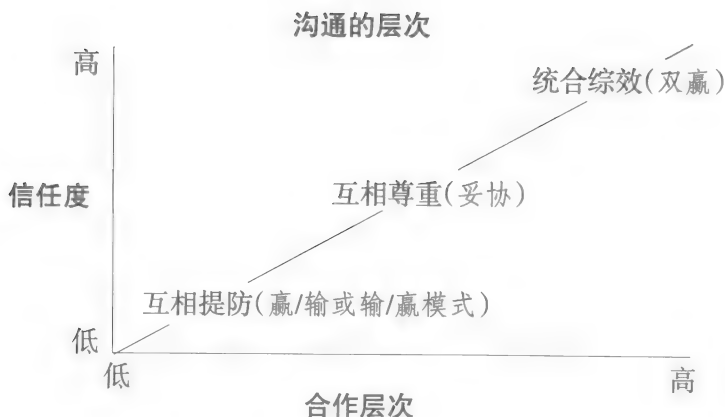 沟通的层次
高
统合综效(双赢)
信任度
互相尊重(妥协)
互相提防(赢/输或输/赢模式)
低
低
高
合作层次